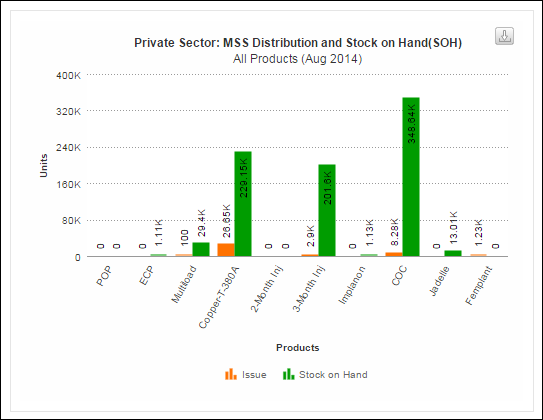 Private Sector: MSS Distribution and Stock on Hand(SOH)
All Products (Aug 2014)
400K
320K
240K
160K
80K
0
Units
0 0
0 1.11K
100 29.4K
26.65K 229.15K
0 0
2.9K 201.6K
0 1.13K
8.28K 348.64K
0 13.01K
1.23K 0
POP
ECP
Multiload
Copper-T-380A
2-Month Inj
3-Month Inj
Implanon
COC
Jadelle
Femplant
Products
Issue Stock on Hand